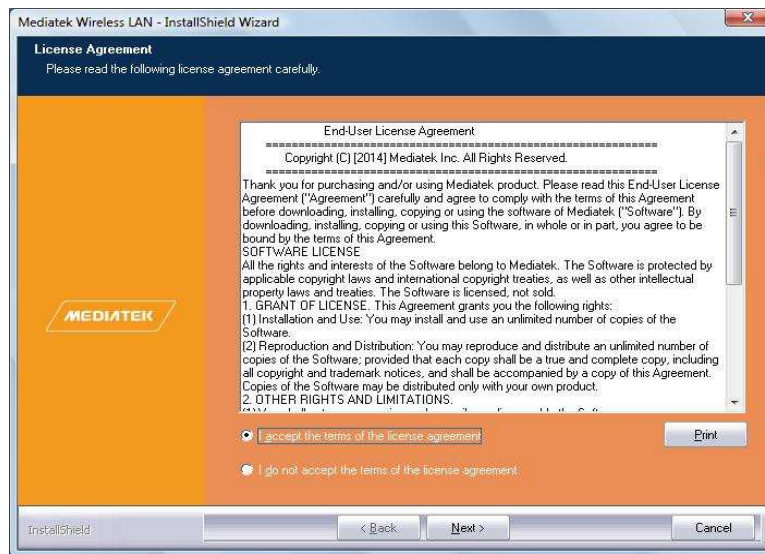 Mediatek Wireless LAN - InstallShield Wizard
License Agreement
Please read the following license agreement carefully.
End-User License Agreement
===========================================================
Copyright (C) [2014] Mediatek Inc. All Rights Reserved.
===========================================================
Thank you for purchasing and/or using Mediatek product. Please read this End-User License
Agreement ("Agreement") carefully and agree to comply with the terms of this Agreement
before downloading, installing, copying or using the software of Mediatek ("Software"). By
downloading, installing, copying or using this Software, in whole or in part, you agree to be
bound by the terms of this Agreement.
SOFTWARE LICENSE
All the rights and interests of the Software belong to Mediatek. The Software is protected by
applicable copyright laws and international copyright treaties, as well as other intellectual
property laws and treaties. The Software is licensed, not sold.
1. GRANT OF LICENSE. This Agreement grants you the following rights:
(1) Installation and Use: You may install and use an unlimited number of copies of the
Software.
(2) Reproduction and Distribution: You may reproduce and distribute an unlimited number of
copies of the Software; provided that each copy shall be a true and complete copy, including
all copyright and trademark notices, and shall be accompanied by a copy of this Agreement.
Copies of the Software may be distributed only with your own product.
2. OTHER RIGHTS AND LIMITATIONS.
MEDIATEK
I accept the terms of the license agreement
Print
I do not accept the terms of the license agreement
InstallShield
< Back
Next >
Cancel